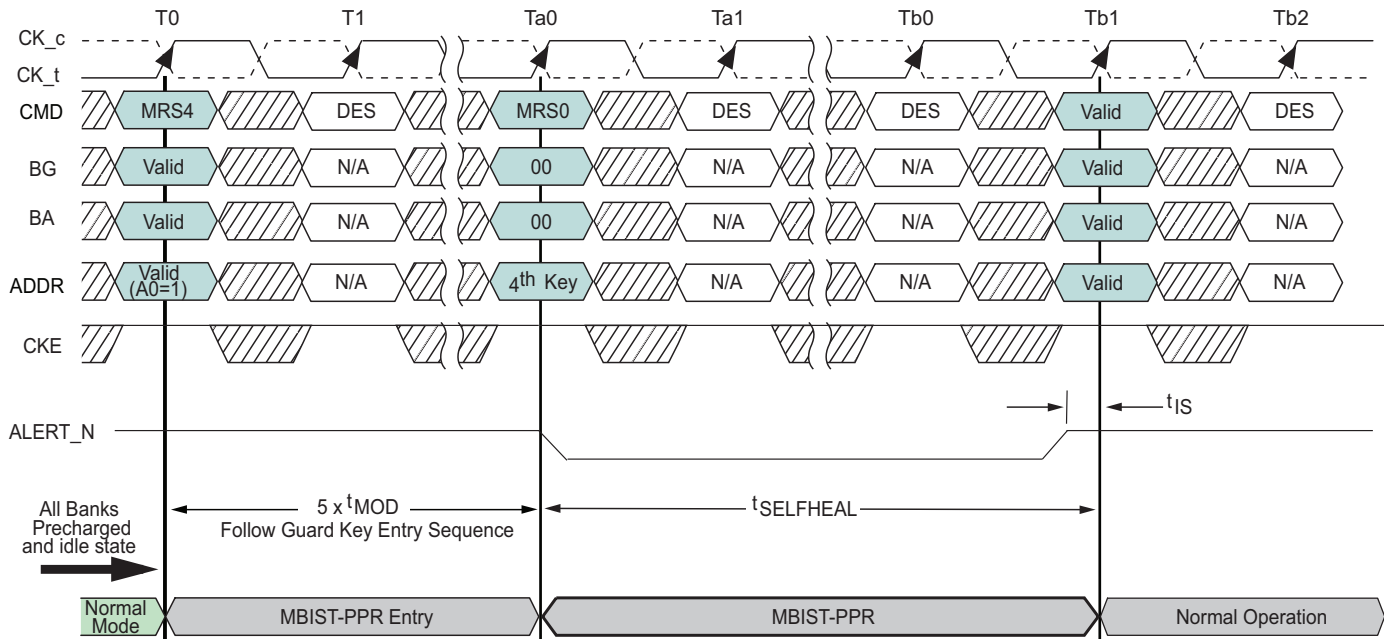 T0 T1 Ta0 Ta1 Tb0 Tb1 Tb2
CK_c
CK_t
CMD MRS4 DES MRS0 DES DES Valid DES
BG Valid N/A 00 N/A N/A Valid N/A
BA Valid N/A 00 N/A N/A Valid N/A
ADDR Valid (A0=1) N/A 4th Key N/A N/A Valid N/A
CKE
tIS
ALERT_N
All Banks
Precharged
and idle state
5 x tMOD
Follow Guard Key Entry Sequence
tSELFHEAL
Normal
Mode
MBIST-PPR Entry MBIST-PPR Normal Operation